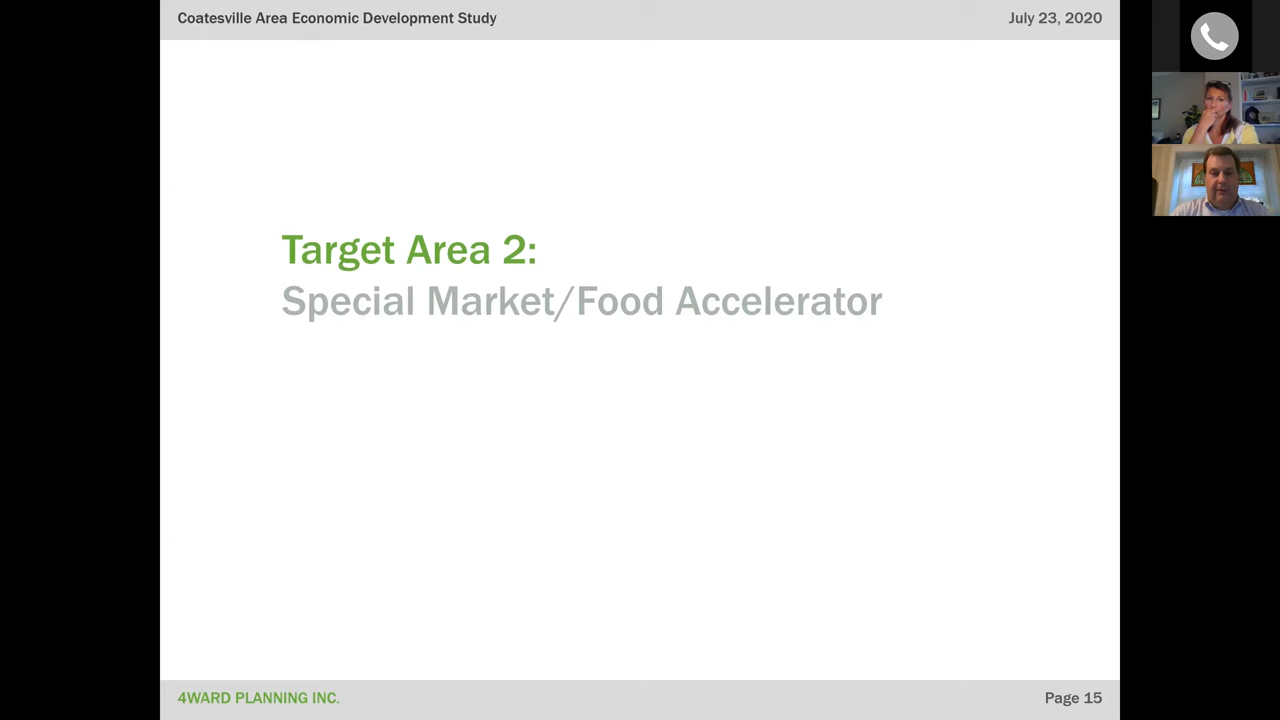 Coatesville Area Economic Development Study
July 23, 2020
Target Area 2:
Special Market/Food Accelerator
4WARD PLANNING INC.
Page 15